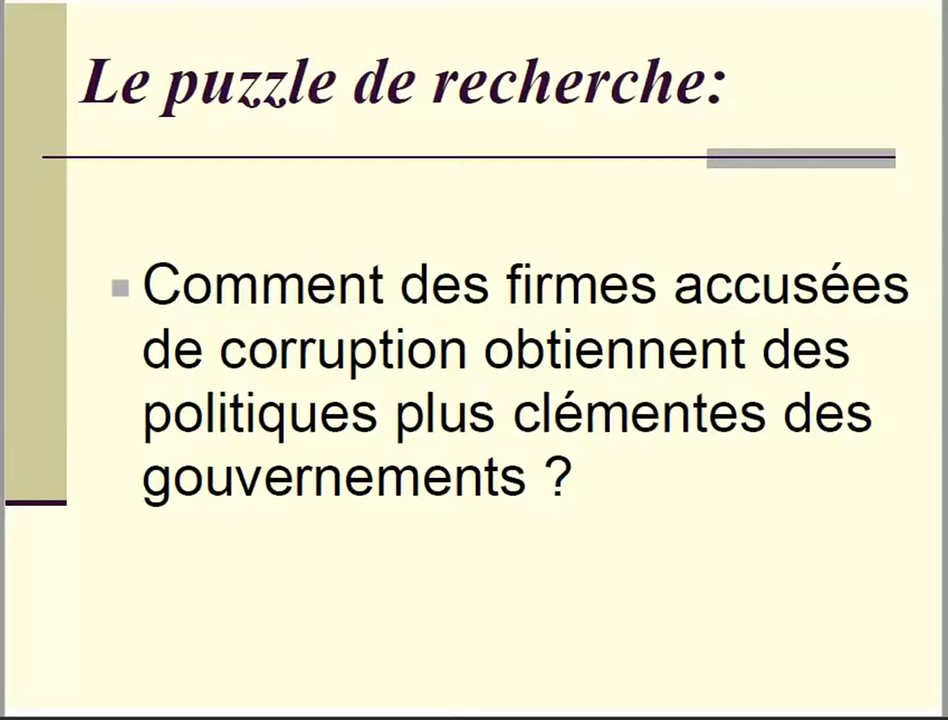 Le puzzle de recherche:
Comment des firmes accusées
de corruption obtiennent des
politiques plus clémentes des
gouvernements ?